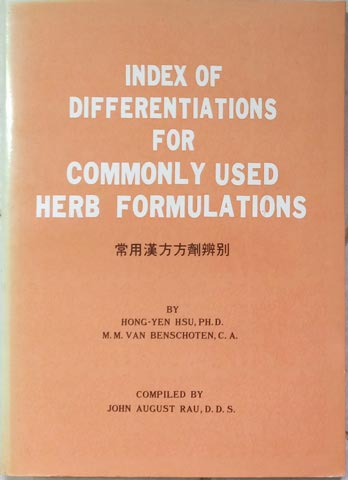 INDEX OF
DIFFERENTIATIONS
FOR
COMMONLY USED
HERB FORMULATIONS
常用漢方方劑辨別
BY
HONG-YEN HSU, PH.D.
M. M. VAN BENSCHOTEN, C. A.
COMPILED BY
JOHN AUGUST RAU, D. D. S.